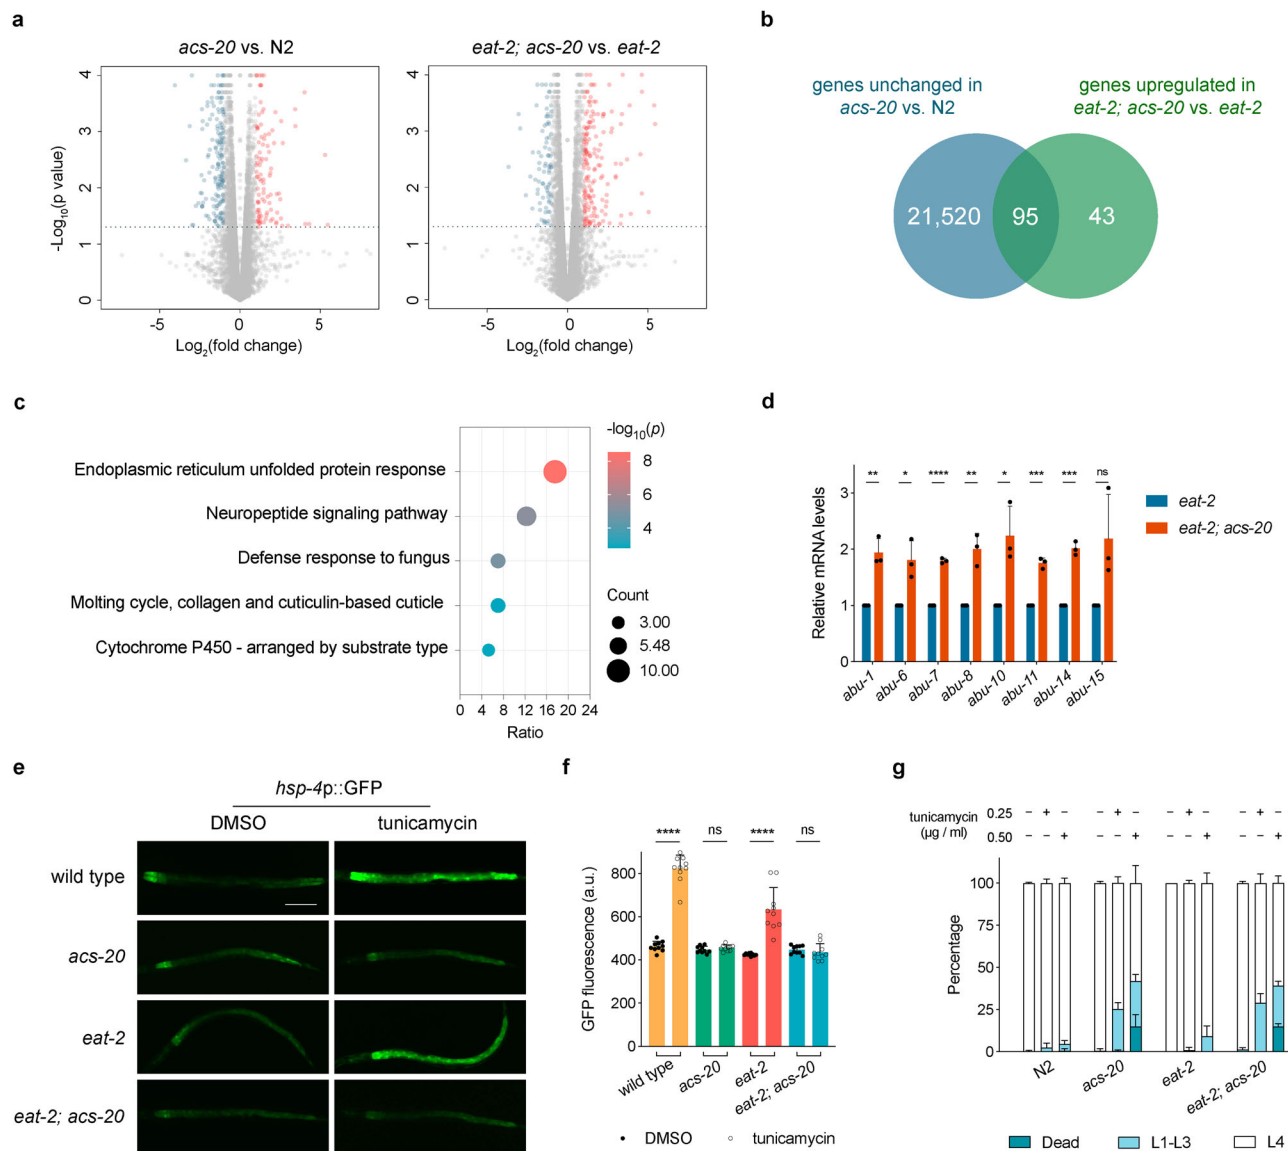 a
acs-20 vs. N2
eat-2; acs-20 vs. eat-2
-Log10(p value)
4
3
2
1
0
-5 0 5
Log2(fold change)
4
3
2
1
0
-5 0 5
Log2(fold change)
b
genes unchanged in
acs-20 vs. N2
genes upregulated in
eat-2; acs-20 vs. eat-2
21,520 95 43
c
Endoplasmic reticulum unfolded protein response
Neuropeptide signaling pathway
Defense response to fungus
Molting cycle, collagen and cuticulin-based cuticle
Cytochrome P450 - arranged by substrate type
0 4 8 12 16 20 24
Ratio
-log10(p)
8
6
4
Count
3.00
5.48
10.00
d
Relative mRNA levels
3
2
1
0
** * **** ** * *** *** ns
abu-1 abu-6 abu-7 abu-8 abu-10 abu-11 abu-14 abu-15
eat-2
eat-2; acs-20
e
hsp-4p::GFP
DMSO tunicamycin
wild type
acs-20
eat-2
eat-2; acs-20
f
GFP fluorescence (a.u.)
800
600
400
200
0
**** ns **** ns
wild type acs-20 eat-2 eat-2; acs-20
DMSO tunicamycin
g
tunicamycin
(µg / ml)
0.25 – + – – + – – + – – + –
0.50 – – + – – + – – + – – +
Percentage
100
75
50
25
0
N2 acs-20 eat-2 eat-2; acs-20
Dead L1-L3 L4